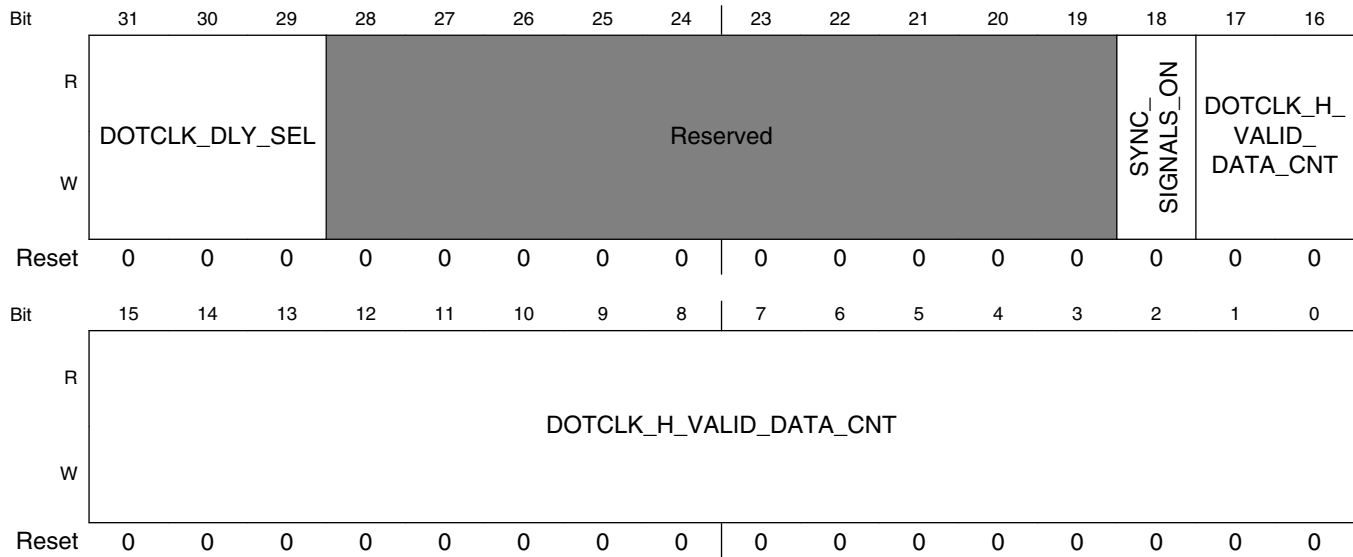 Bit 31 30 29 28 27 26 25 24 23 22 21 20 19 18 17 16
R
W
DOTCLK_DLY_SEL
Reserved
SYNC_
SIGNALS_ON
DOTCLK_H_
VALID_
DATA_CNT
Reset 0 0 0 0 0 0 0 0 0 0 0 0 0 0 0 0
Bit 15 14 13 12 11 10 9 8 7 6 5 4 3 2 1 0
R
W
DOTCLK_H_VALID_DATA_CNT
Reset 0 0 0 0 0 0 0 0 0 0 0 0 0 0 0 0